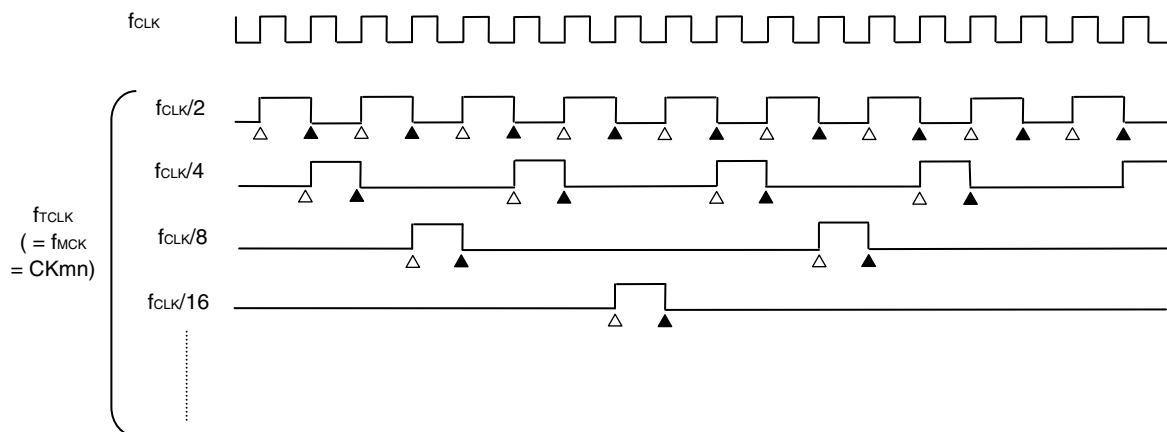 fCLK
fCLK/2
fCLK/4
fTCLK
( = fMCK
= CKmn)
fCLK/8
fCLK/16